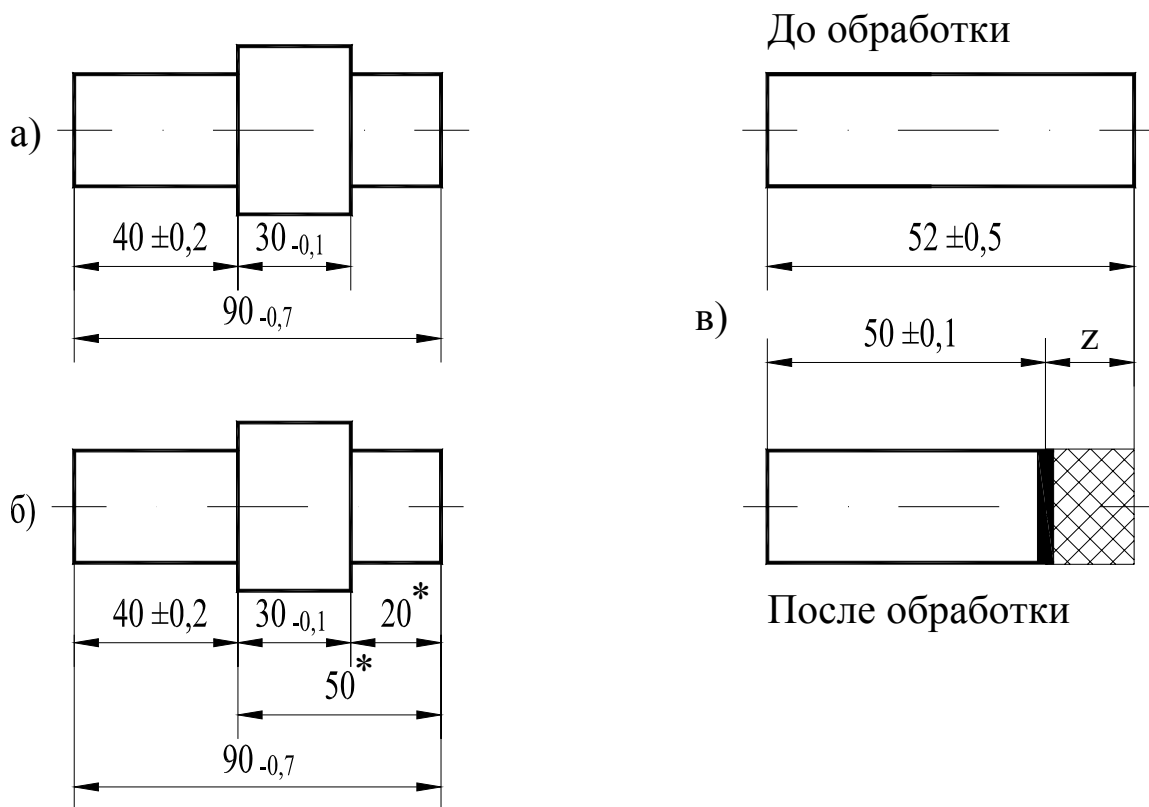 а)
40 ±0,2
30 -0,1
90 -0,7
б)
40 ±0,2
30 -0,1
20*
50*
90 -0,7
в)
До обработки
52 ±0,5
50 ±0,1
z
После обработки